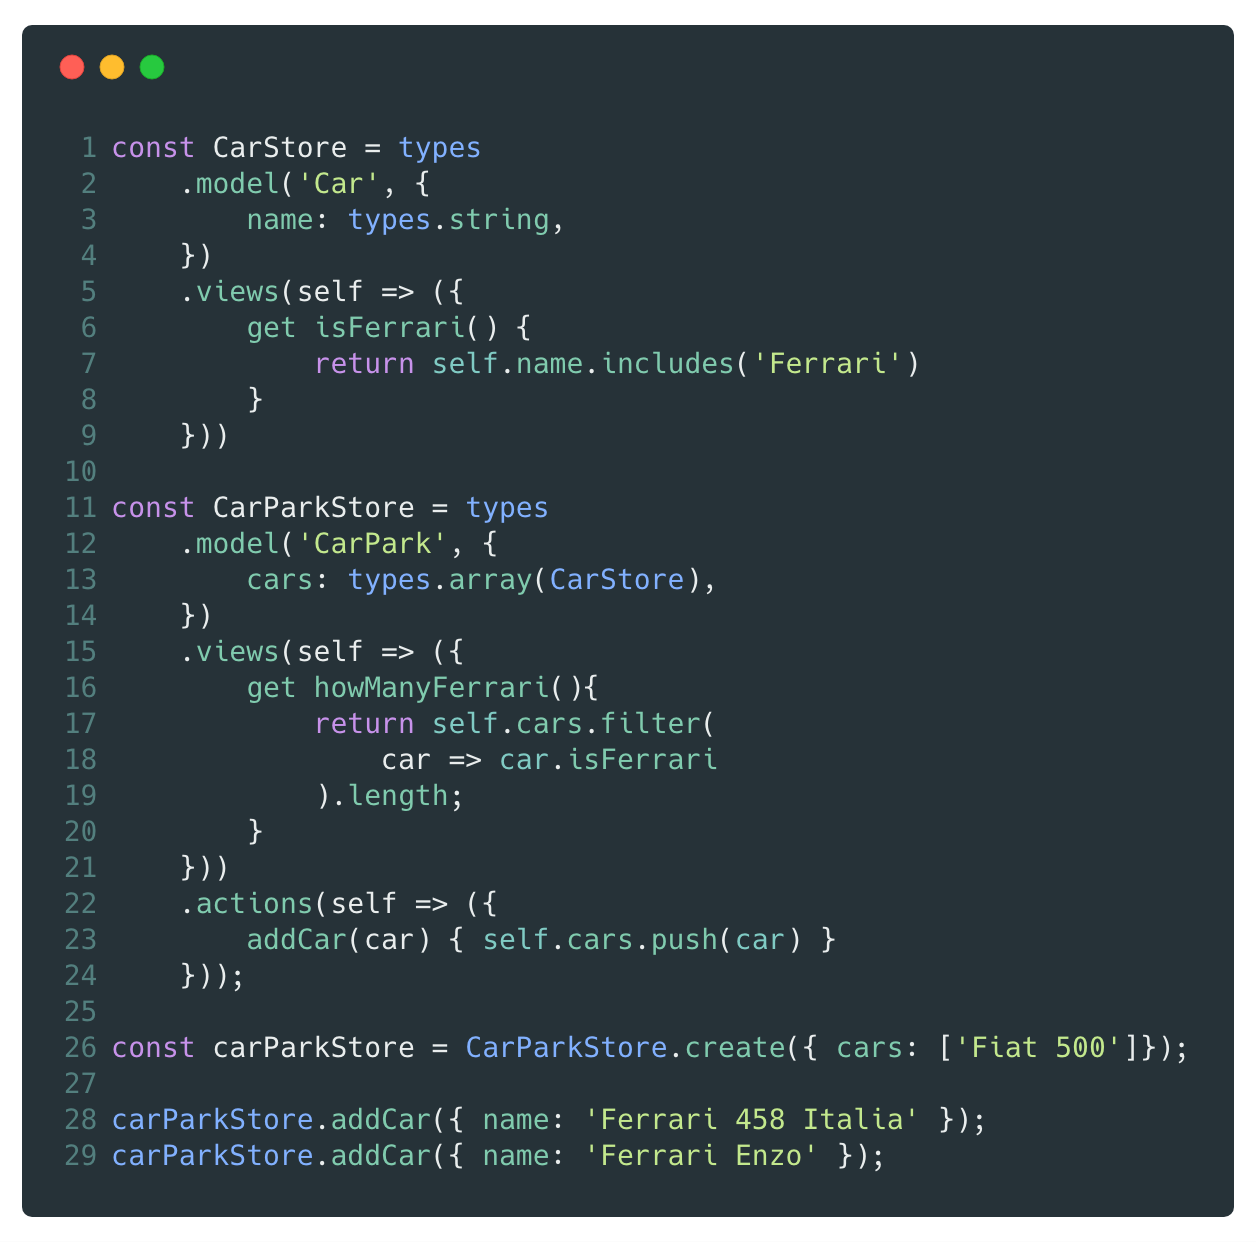 1 const CarStore = types
2     .model('Car', {
3         name: types.string,
4     })
5     .views(self => ({
6         get isFerrari() {
7             return self.name.includes('Ferrari')
8         }
9     }))
10
11 const CarParkStore = types
12     .model('CarPark', {
13         cars: types.array(CarStore),
14     })
15     .views(self => ({
16         get howManyFerrari(){
17             return self.cars.filter(
18                 car => car.isFerrari
19             ).length;
20         }
21     }))
22     .actions(self => ({
23         addCar(car) { self.cars.push(car) }
24     }));
25
26 const carParkStore = CarParkStore.create({ cars: ['Fiat 500']});
27
28 carParkStore.addCar({ name: 'Ferrari 458 Italia' });
29 carParkStore.addCar({ name: 'Ferrari Enzo' });